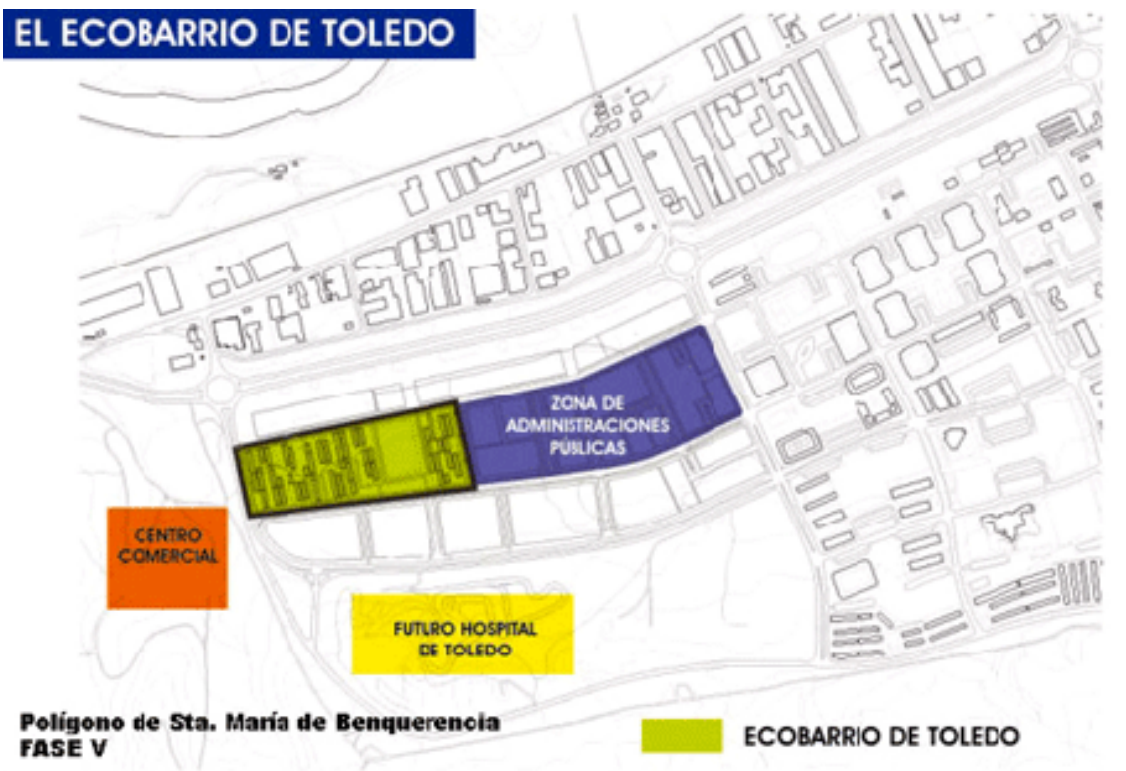 EL ECOBARRIO DE TOLEDO
ZONA DE
ADMINISTRACIONES
PÚBLICAS
CENTRO
COMERCIAL
FUTURO HOSPITAL
DE TOLEDO
Polígono de Sta. María de Benquerencia
FASE V
ECOBARRIO DE TOLEDO